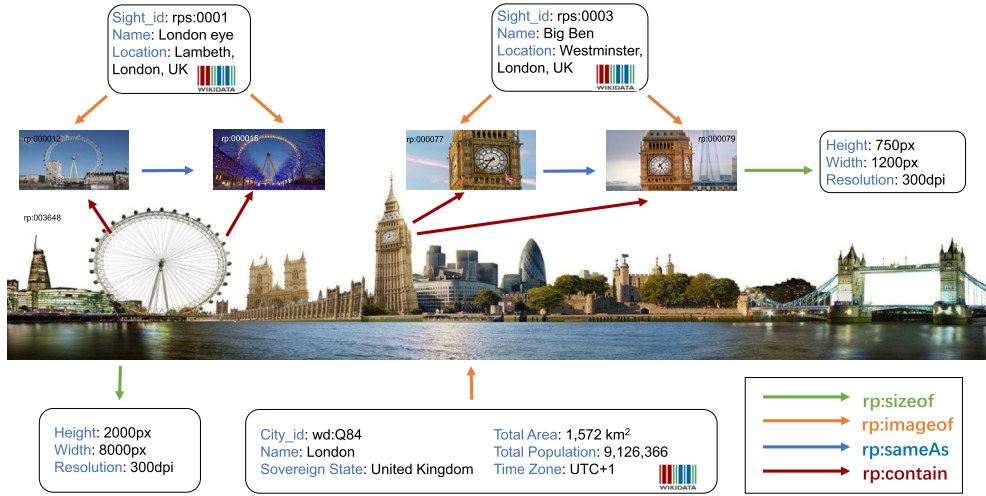 Sight_id: rps:0001
Name: London eye
Location: Lambeth,
London, UK
WIKIDATA
Sight_id: rps:0003
Name: Big Ben
Location: Westminster,
London, UK
WIKIDATA
rp:000012
rp:000015
rp:000077
rp:000079
Height: 750px
Width: 1200px
Resolution: 300dpi
rp:003648
Height: 2000px
Width: 8000px
Resolution: 300dpi
City_id: wd:Q84
Name: London
Sovereign State: United Kingdom
Total Area: 1,572 km²
Total Population: 9,126,366
Time Zone: UTC+1
WIKIDATA
rp:sizeof
rp:imageof
rp:sameAs
rp:contain